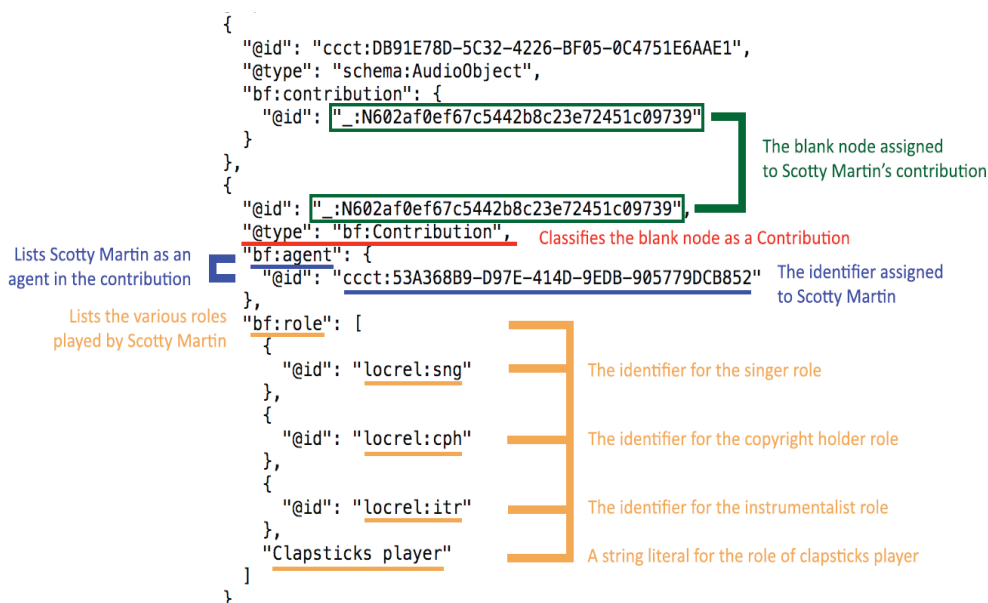 {
"@id": "ccct:DB91E78D-5C32-4226-BF05-0C4751E6AAE1",
"@type": "schema:AudioObject",
"bf:contribution": {
"@id": "_:N602af0ef67c5442b8c23e72451c09739"
}
The blank node assigned
to Scotty Martin's contribution
},
{
"@id": "_:N602af0ef67c5442b8c23e72451c09739",
"@type": "bf:Contribution",
Classifies the blank node as a Contribution
Lists Scotty Martin as an
agent in the contribution
"bf:agent": {
"@id": "ccct:53A368B9-D97E-414D-9EDB-905779DCB852"
The identifier assigned
to Scotty Martin
},
Lists the various roles
played by Scotty Martin
"bf:role": [
{
"@id": "locrel:sng"
The identifier for the singer role
},
{
"@id": "locrel:cph"
The identifier for the copyright holder role
},
{
"@id": "locrel:itr"
The identifier for the instrumentalist role
},
"Clapsticks player"
A string literal for the role of clapsticks player
]
}